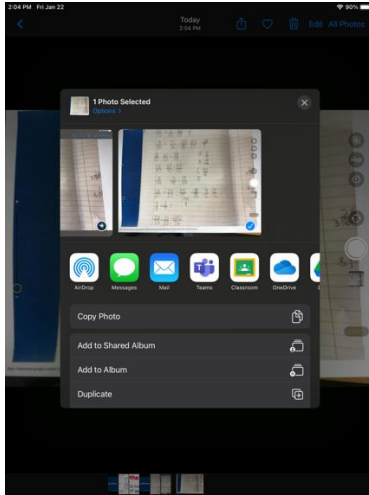 2:04 PM Fri Jan 22
90%
Today
2:04 PM
Edit All Photos
1 Photo Selected
Options >
AirDrop
Messages
Mail
Teams
Classroom
OneDrive
Copy Photo
Add to Shared Album
Add to Album
Duplicate